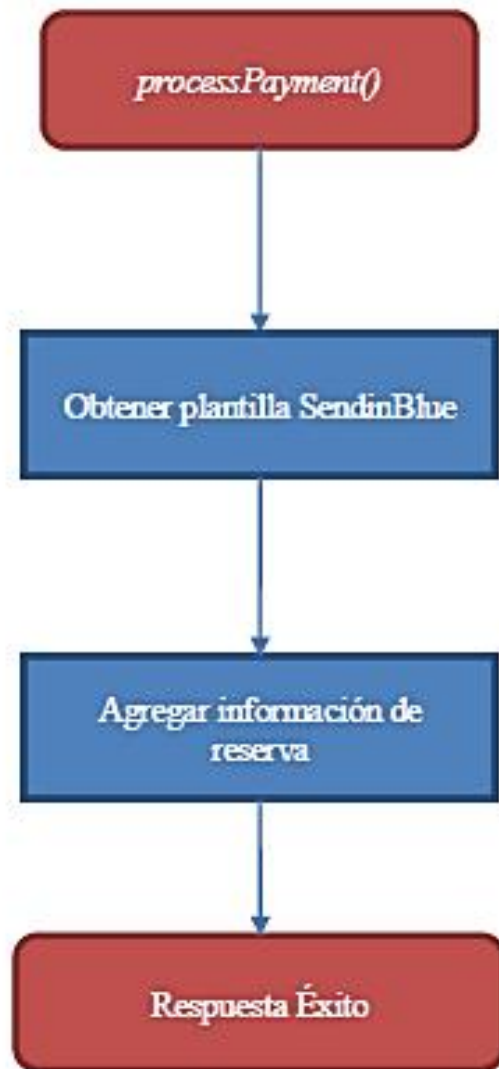 processPayment()
Obtener plantilla SendinBlue
Agregar información de
reserva
Respuesta Éxito